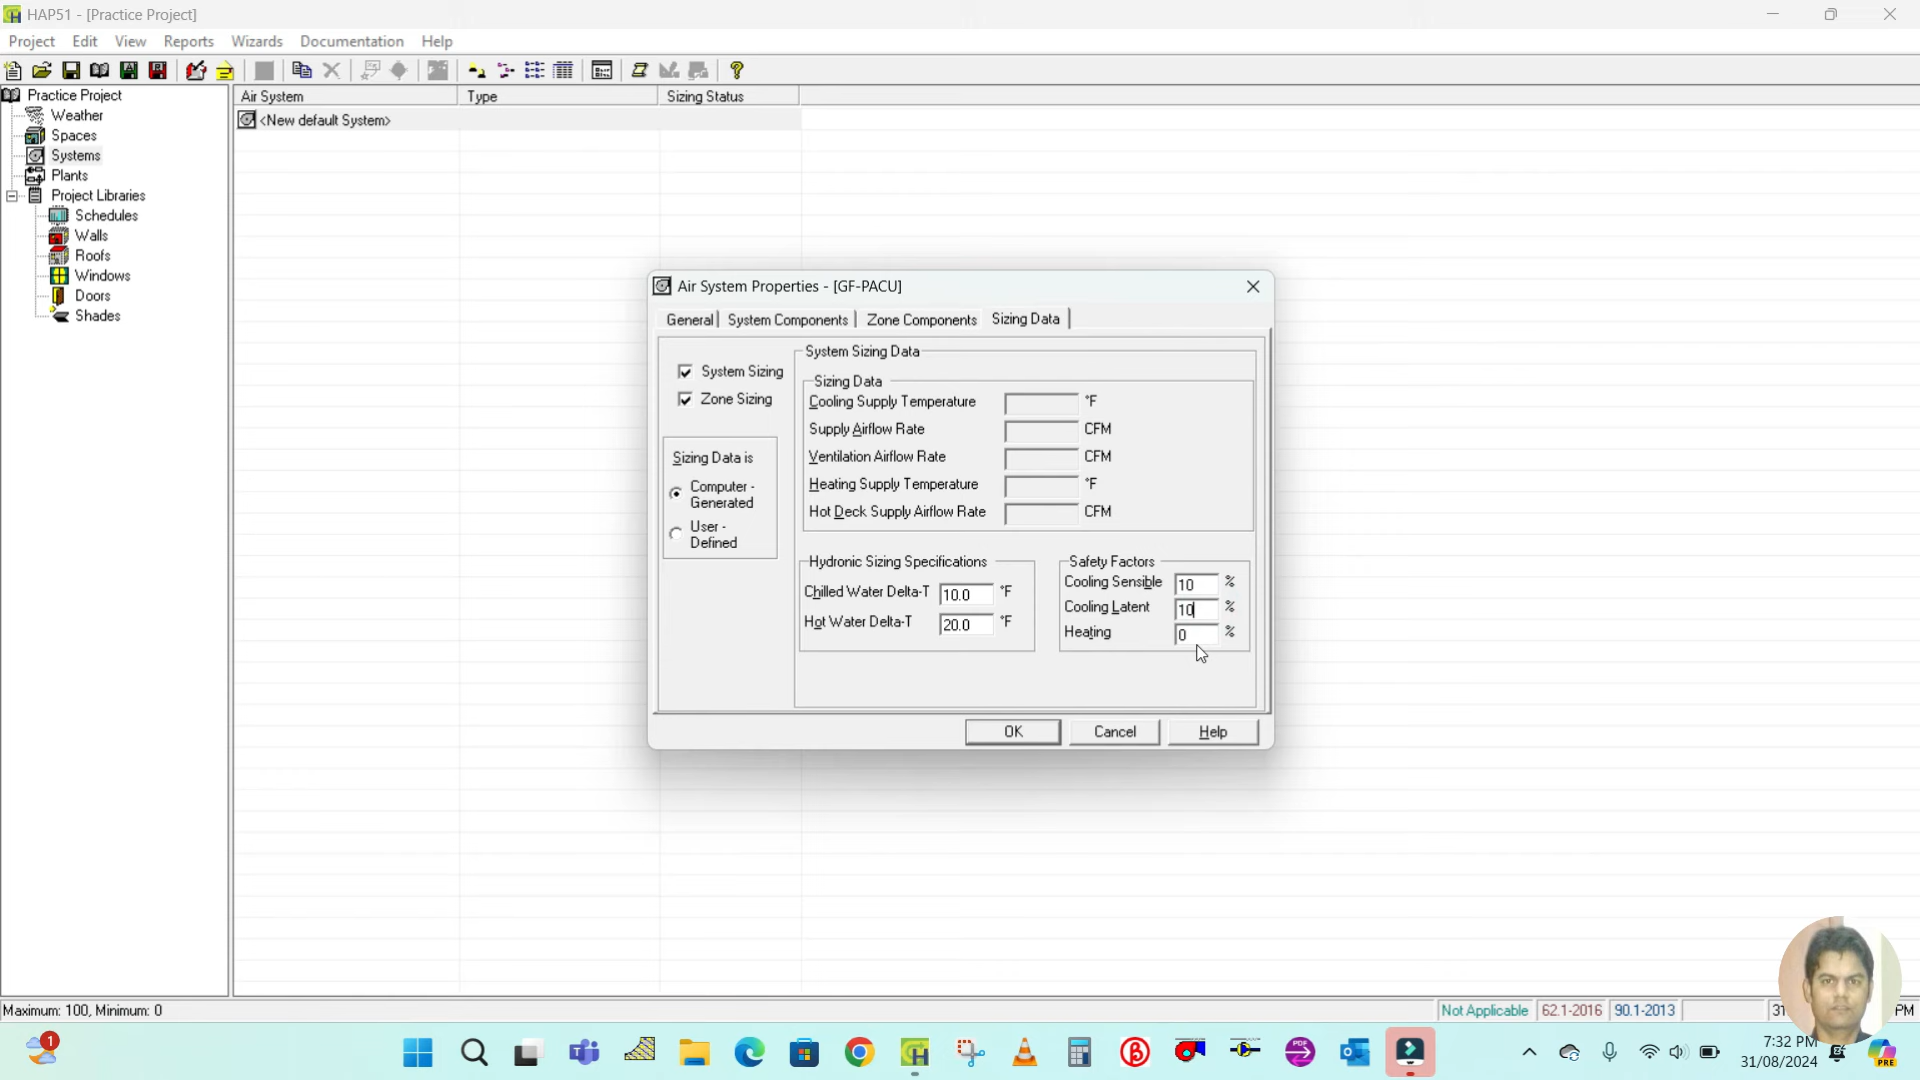 HAP51 - [Practice Project]
Project Edit View Reports Wizards Documentation Help
Practice Project
Weather
Spaces
Systems
Plants
Project Libraries
Schedules
Walls
Roofs
Windows
Doors
Shades
Air System Type Sizing Status
<New default System>
Air System Properties - [GF-PACU]
General System Components Zone Components Sizing Data
System Sizing
Zone Sizing
Sizing Data is
Computer -
Generated
User -
Defined
System Sizing Data
Sizing Data
Cooling Supply Temperature °F
Supply Airflow Rate CFM
Ventilation Airflow Rate CFM
Heating Supply Temperature °F
Hot Deck Supply Airflow Rate CFM
Hydronic Sizing Specifications
Chilled Water Delta-T 10.0 °F
Hot Water Delta-T 20.0 °F
Safety Factors
Cooling Sensible 10 %
Cooling Latent 10 %
Heating 0 %
OK Cancel Help
Maximum: 100, Minimum: 0
Not Applicable 62.1-2016 90.1-2013 31 PM
1
PDF
7:32 PM
31/08/2024
PRE